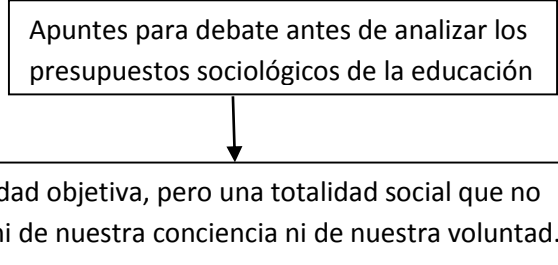 Apuntes para debate antes de analizar los
presupuestos sociológicos de la educación
dad objetiva, pero una totalidad social que no
ni de nuestra conciencia ni de nuestra voluntad.